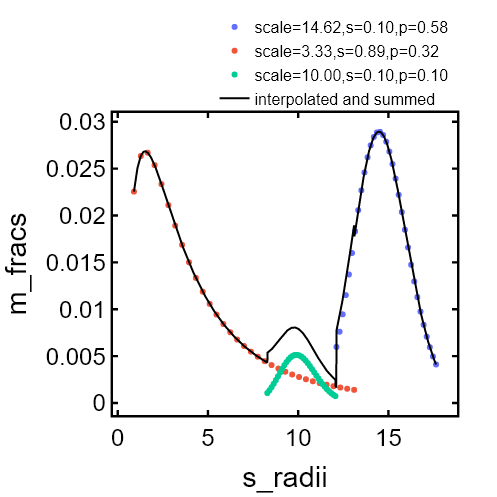 scale=14.62,s=0.10,p=0.58
scale=3.33,s=0.89,p=0.32
scale=10.00,s=0.10,p=0.10
interpolated and summed
0.03
0.025
0.02
0.015
0.01
0.005
0
m_fracs
0 5 10 15
s_radii